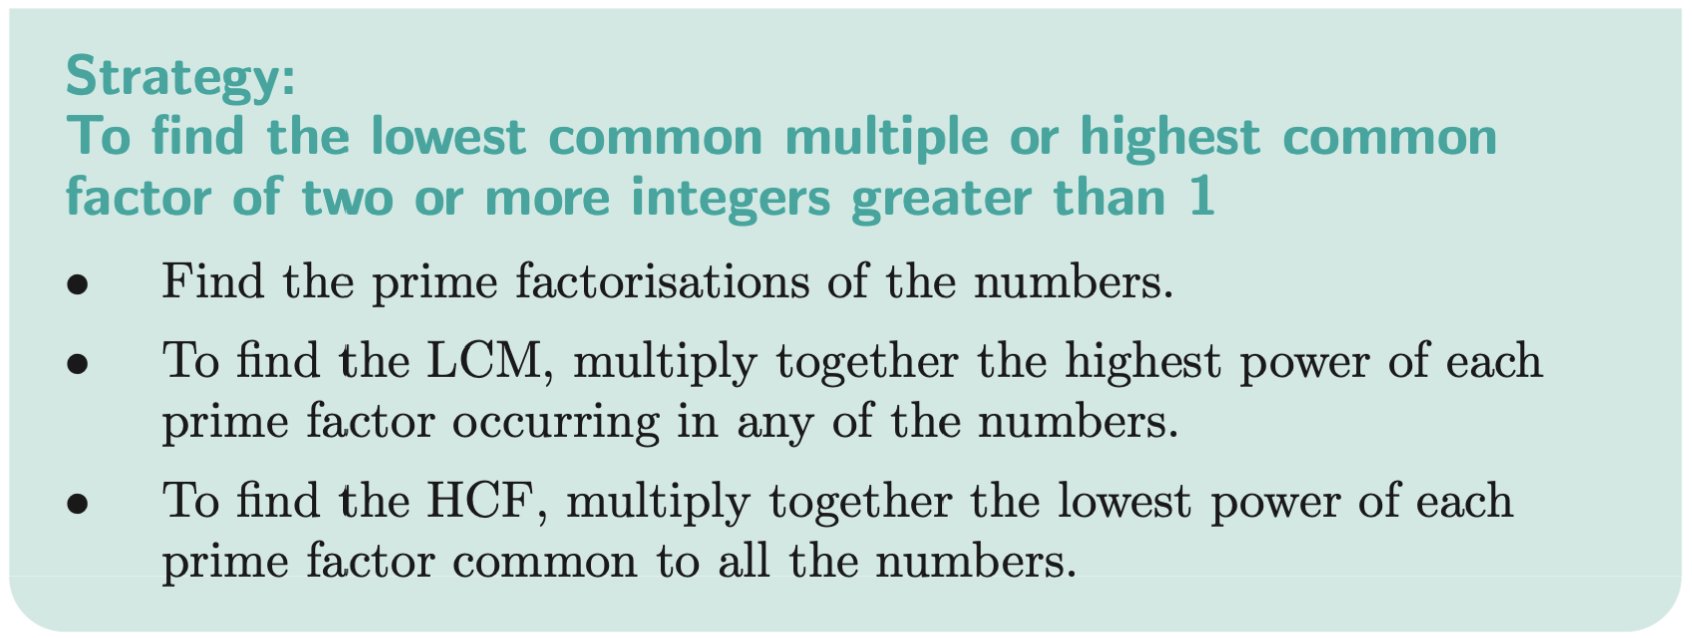 Strategy:
To find the lowest common multiple or highest common
factor of two or more integers greater than 1
• Find the prime factorisations of the numbers.
• To find the LCM, multiply together the highest power of each
prime factor occurring in any of the numbers.
• To find the HCF, multiply together the lowest power of each
prime factor common to all the numbers.